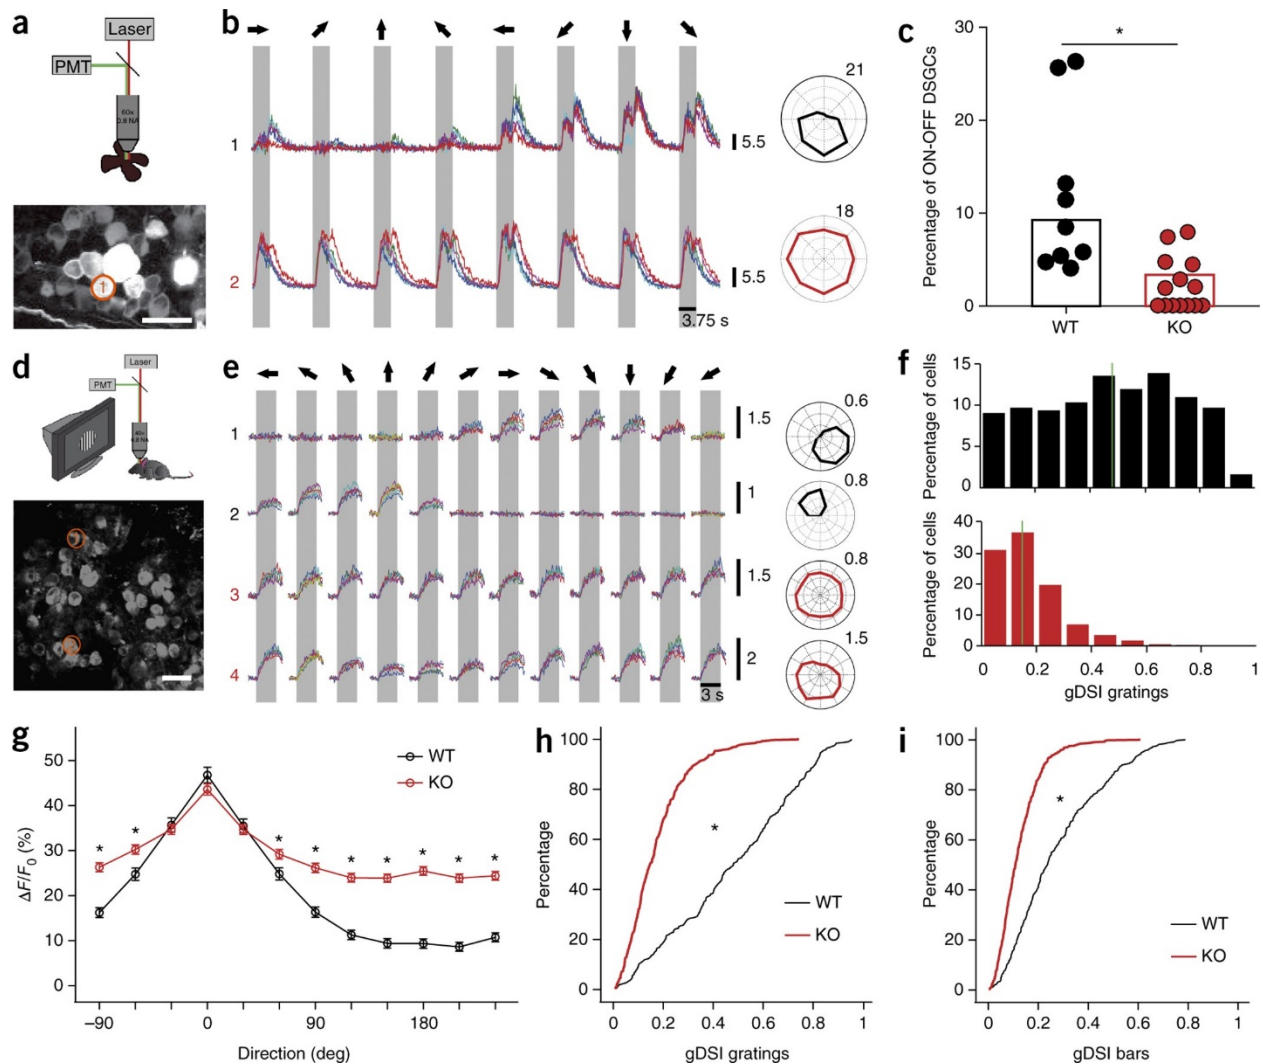 a
Laser
PMT
60x
0.8 NA
b
1
5.5
21
2
5.5
18
3.75 s
c
Percentage of ON-OFF DSGCs
30
20
10
0
*
WT
KO
d
Laser
PMT
e
1
1.5
0.6
2
1
0.8
3
1.5
0.8
4
2
1.5
3 s
f
Percentage of cells
15
10
5
0
Percentage of cells
40
30
20
10
0
0 0.2 0.4 0.6 0.8 1
gDSI gratings
g
ΔF/F0 (%)
50
40
30
20
10
0
WT
KO
* * * * * * * * *
–90 0 90 180
Direction (deg)
h
Percentage
100
80
60
40
20
0
*
WT
KO
0 0.2 0.4 0.6 0.8 1
gDSI gratings
i
Percentage
100
80
60
40
20
0
*
WT
KO
0 0.2 0.4 0.6 0.8 1
gDSI bars